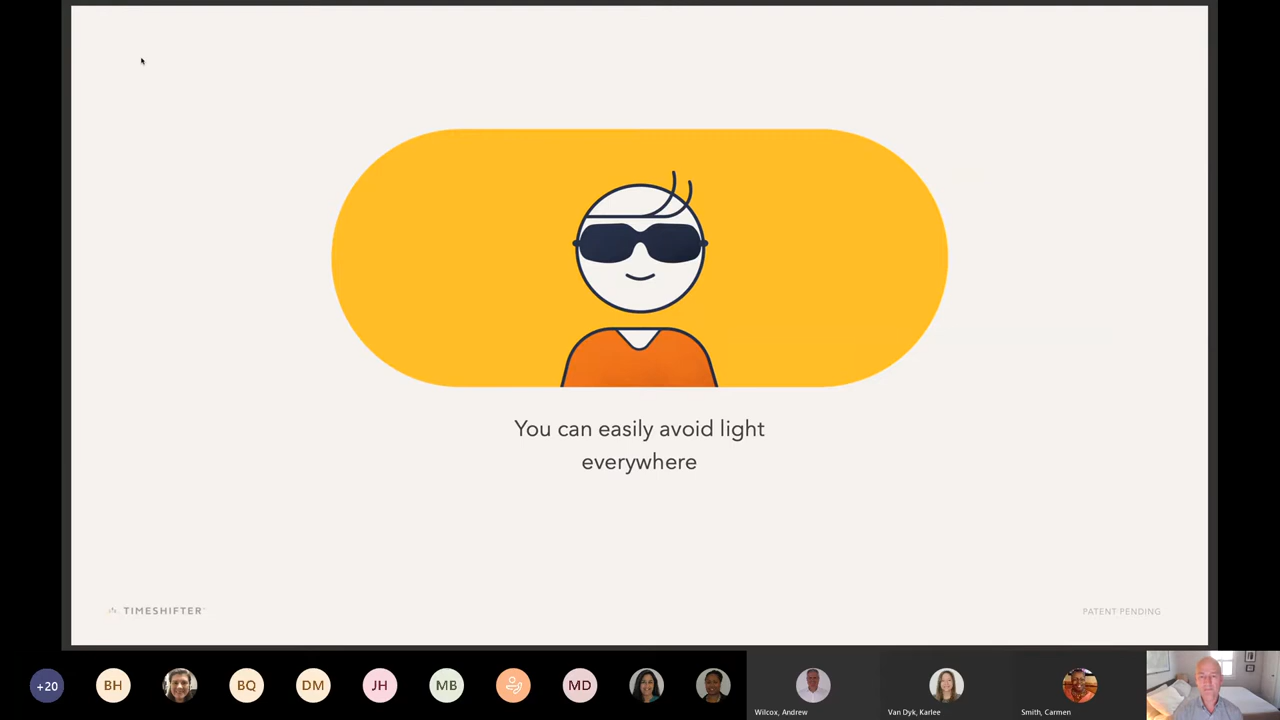 You can easily avoid light
everywhere
TIMESHIFTER
PATENT PENDING
+20
BH
BQ
DM
JH
MB
MD
Wilcox, Andrew
Van Dyk, Karlee
Smith, Carmen